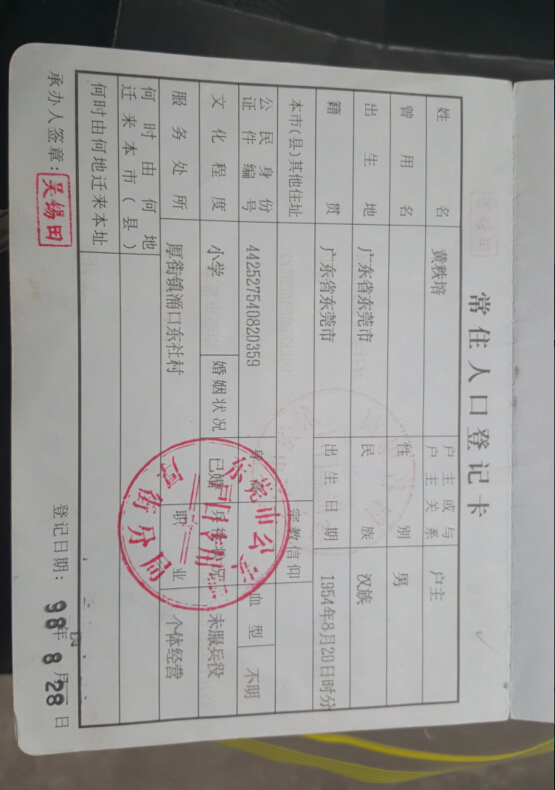 常住人口登记卡
姓名 黄秩培 户主或与户主关系 户主
曾用名 性别 男
出生地 广东省东莞市 民族 汉族
籍贯 广东省东莞市 出生日期 1954年8月20日时分
本市(县)其他住址 宗教信仰
公民身份证件编号 442527540820359 身高 血型 不明
文化程度 小学 婚姻状况 已婚 兵役状况 未服兵役
服务处所 厚街镇涌口东社村 职业 个体经营
何时由何地迁来本市(县)
何时由何地迁来本址
承办人签章: 吴锡田 登记日期: 98年8月28日
东莞市公安
街分局